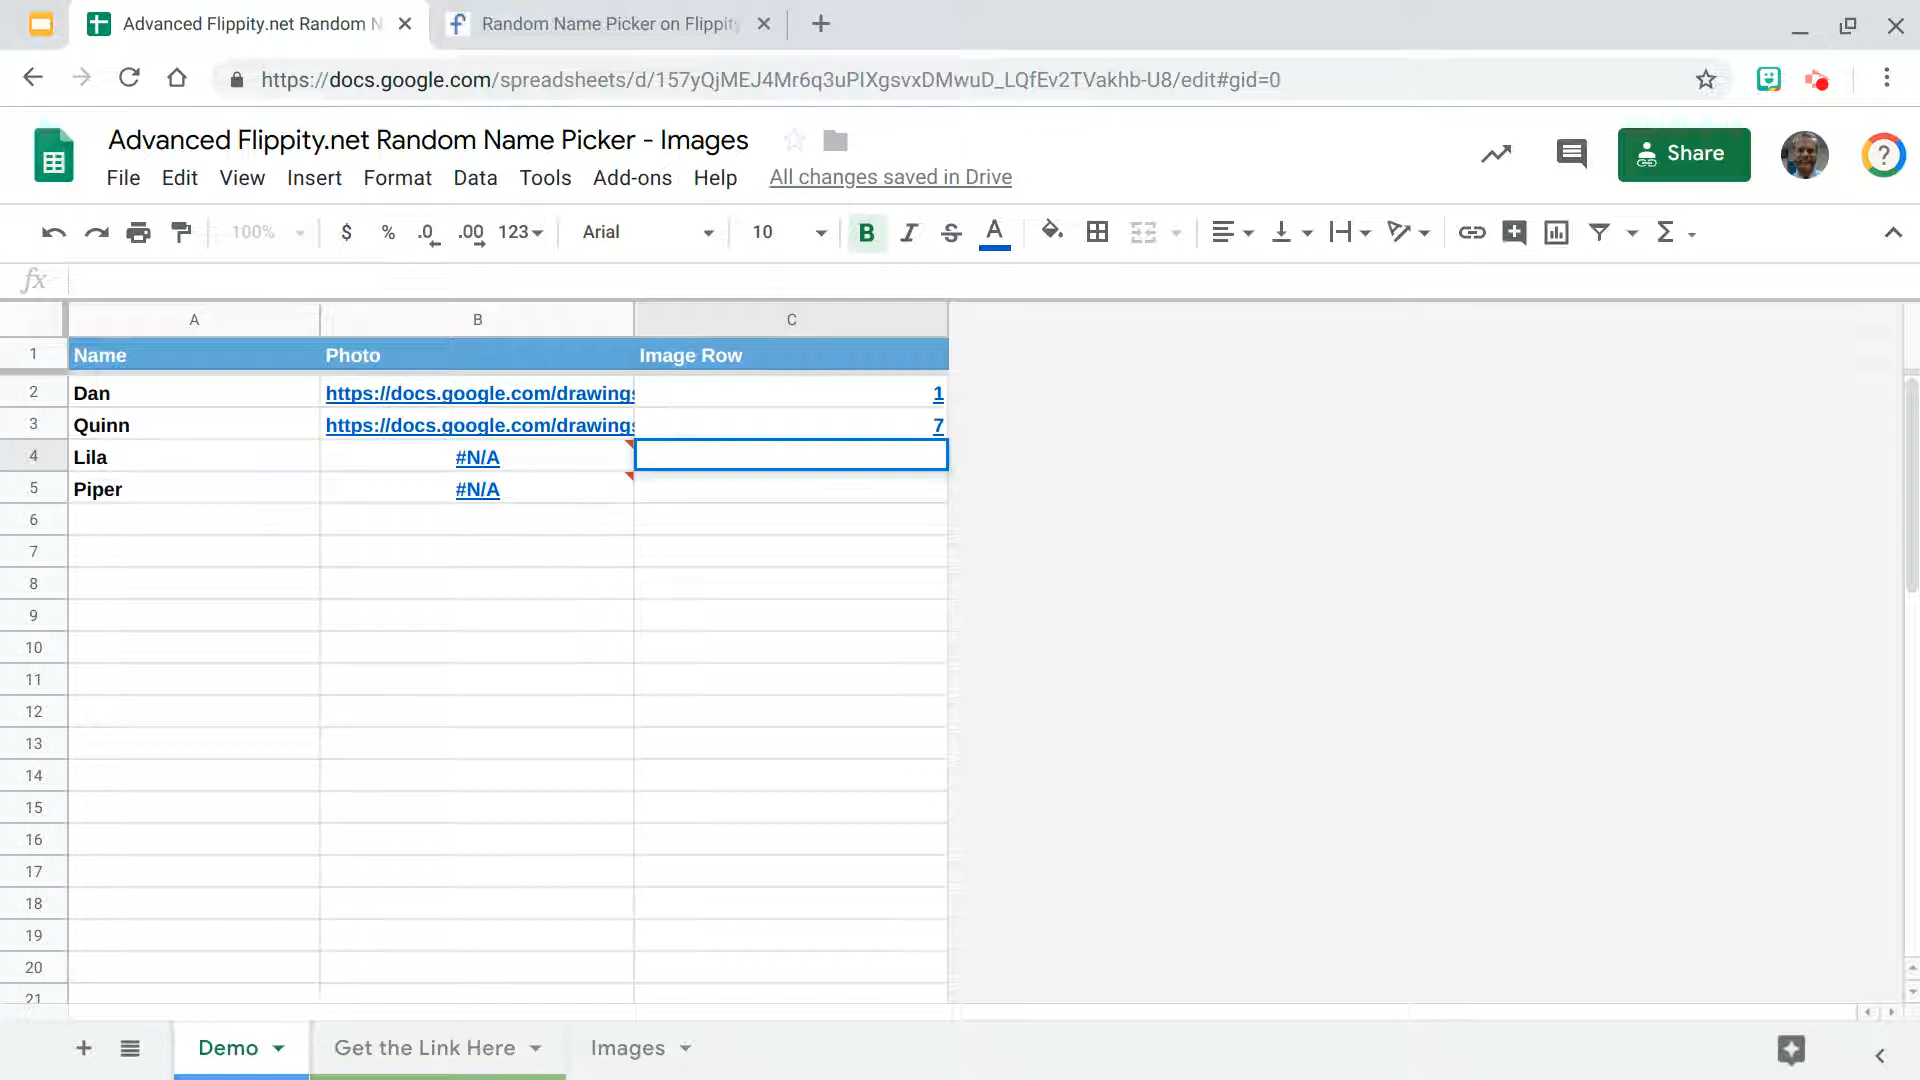 Advanced Flippity.net Random N
Random Name Picker on Flippity
https://docs.google.com/spreadsheets/d/157yQjMEJ4Mr6q3uPIXgsvxDMwuD_LQfEv2TVakhb-U8/edit#gid=0
Advanced Flippity.net Random Name Picker - Images
File Edit View Insert Format Data Tools Add-ons Help All changes saved in Drive
Share
100% $ % .0 .00 123 Arial 10 B I S A Σ
fx
A B C
1 Name Photo Image Row
2 Dan https://docs.google.com/drawings 1
3 Quinn https://docs.google.com/drawings 7
4 Lila #N/A
5 Piper #N/A
6
7
8
9
10
11
12
13
14
15
16
17
18
19
20
21
+ Demo Get the Link Here Images